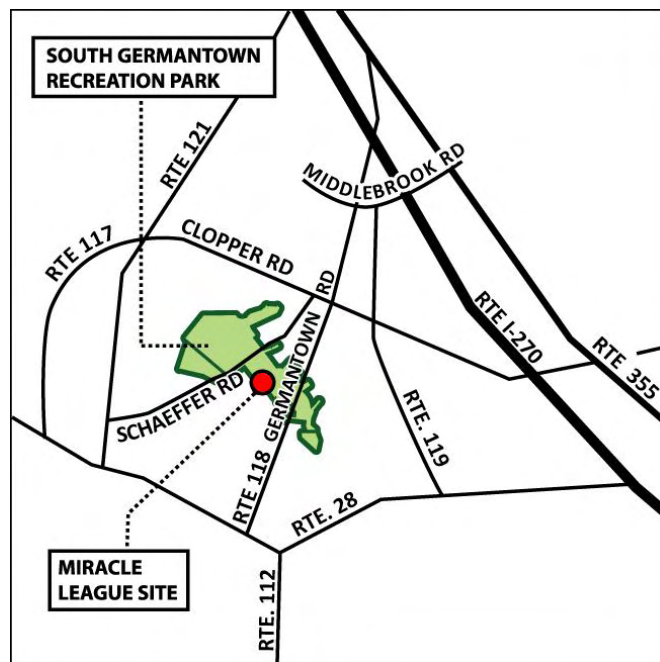 SOUTH GERMANTOWN
RECREATION PARK
RTE 121
MIDDLEBROOK RD
RTE 117
CLOPPER RD
RTE I-270
RTE 355
SCHAEFFER RD
RTE 118 GERMANTOWN RD
RTE. 119
RTE. 28
MIRACLE
LEAGUE SITE
RTE. 112